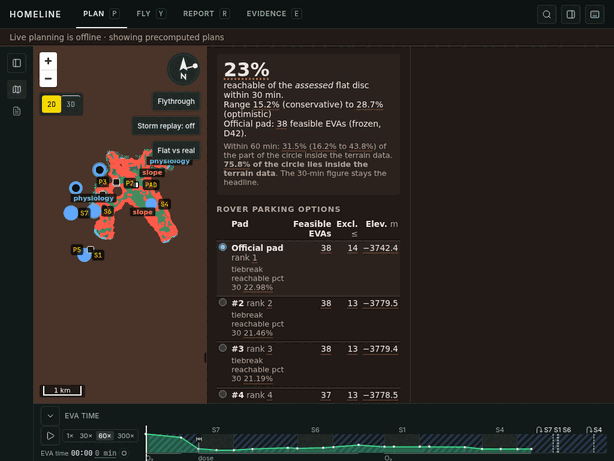 HOMELINE PLAN P FLY Y REPORT R EVIDENCE E
Live planning is offline · showing precomputed plans
+
−
N
2D 3D
Flythrough
Storm replay: off
Flat vs real
physiology
slope
P3 P2 PAD
physiology
S7 S6 slope S4
P5 S1
1 km
23%
reachable of the assessed flat disc
within 30 min.
Range 15.2% (conservative) to 28.7%
(optimistic)
Official pad: 38 feasible EVAs (frozen,
D42).
Within 60 min: 31.5% (16.2% to 43.8%) of
the part of the circle inside the terrain data.
75.8% of the circle lies inside the
terrain data. The 30-min figure stays the
headline.
ROVER PARKING OPTIONS
Pad Feasible EVAs Excl. ≤ Elev. m
Official pad 38 14 −3742.4
rank 1
tiebreak
reachable pct
30 22.98%
#2 rank 2 38 13 −3779.5
tiebreak
reachable pct
30 21.46%
#3 rank 3 38 13 −3779.4
tiebreak
reachable pct
30 21.19%
#4 rank 4 37 13 −3778.5
EVA TIME
1× 30× 60× 300×
EVA time 00:00 0 min
S7 S6 S1 S4 S7 S1 S6 S4
O₂ dose O₂